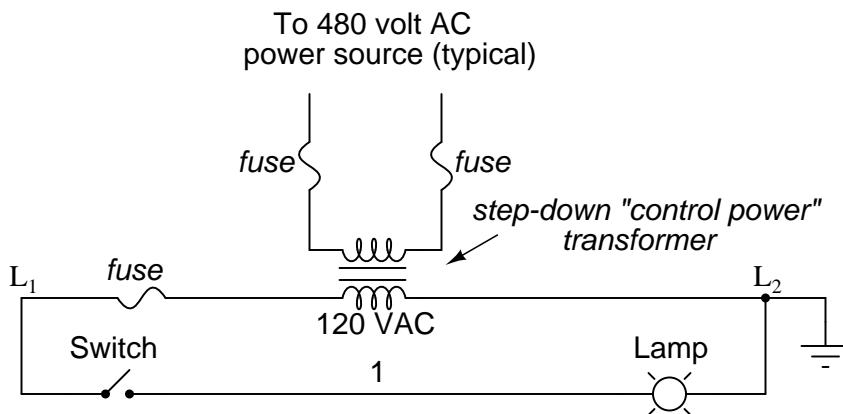 To 480 volt AC
power source (typical)
fuse
fuse
step-down "control power"
transformer
L1
fuse
L2
120 VAC
Switch
1
Lamp